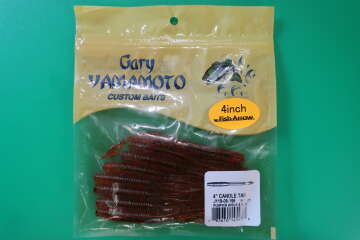 Gary
YAMAMOTO
CUSTOM BAITS
4inch
Fish Arrow
4" CANDLE TAIL